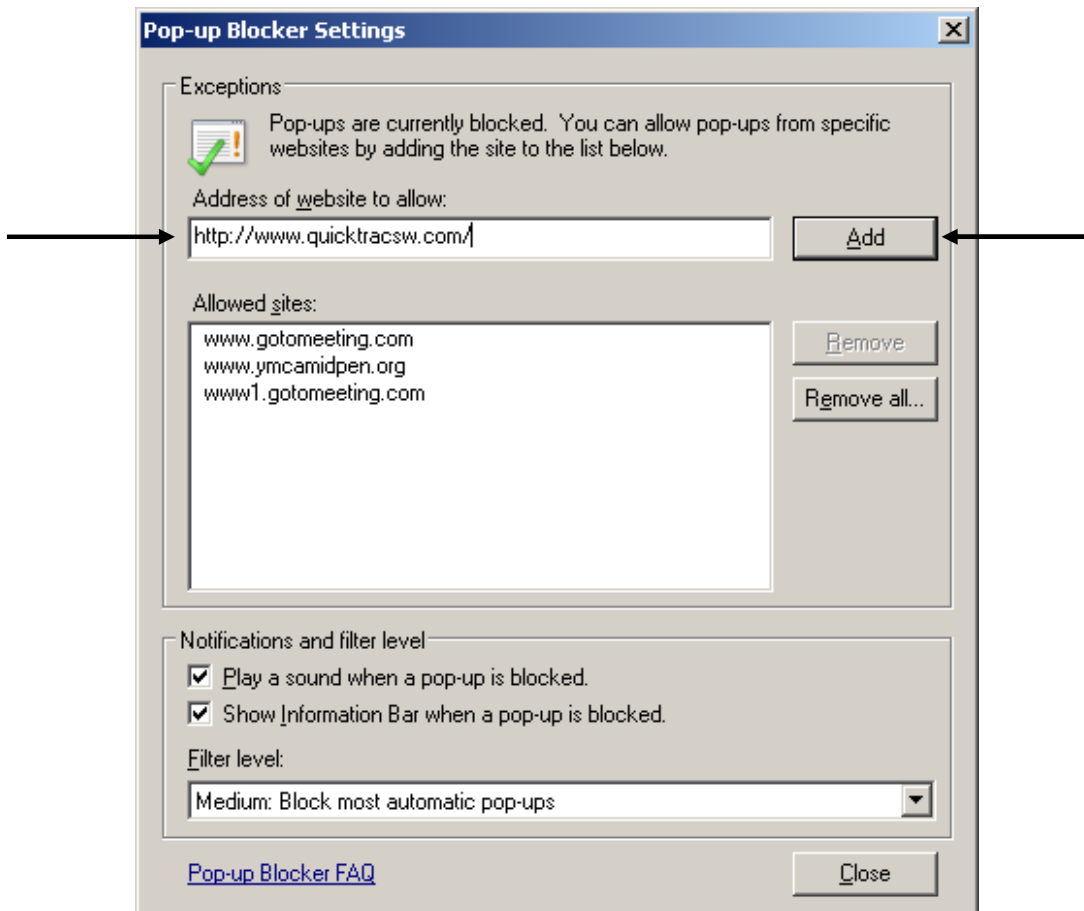 Pop-up Blocker Settings
Exceptions
Pop-ups are currently blocked. You can allow pop-ups from specific
websites by adding the site to the list below.
Address of website to allow:
http://www.quicktracsw.com/
Add
Allowed sites:
www.gotomeeting.com
www.ymcamidpen.org
www1.gotomeeting.com
Remove
Remove all...
Notifications and filter level
Play a sound when a pop-up is blocked.
Show Information Bar when a pop-up is blocked.
Filter level:
Medium: Block most automatic pop-ups
Pop-up Blocker FAQ
Close